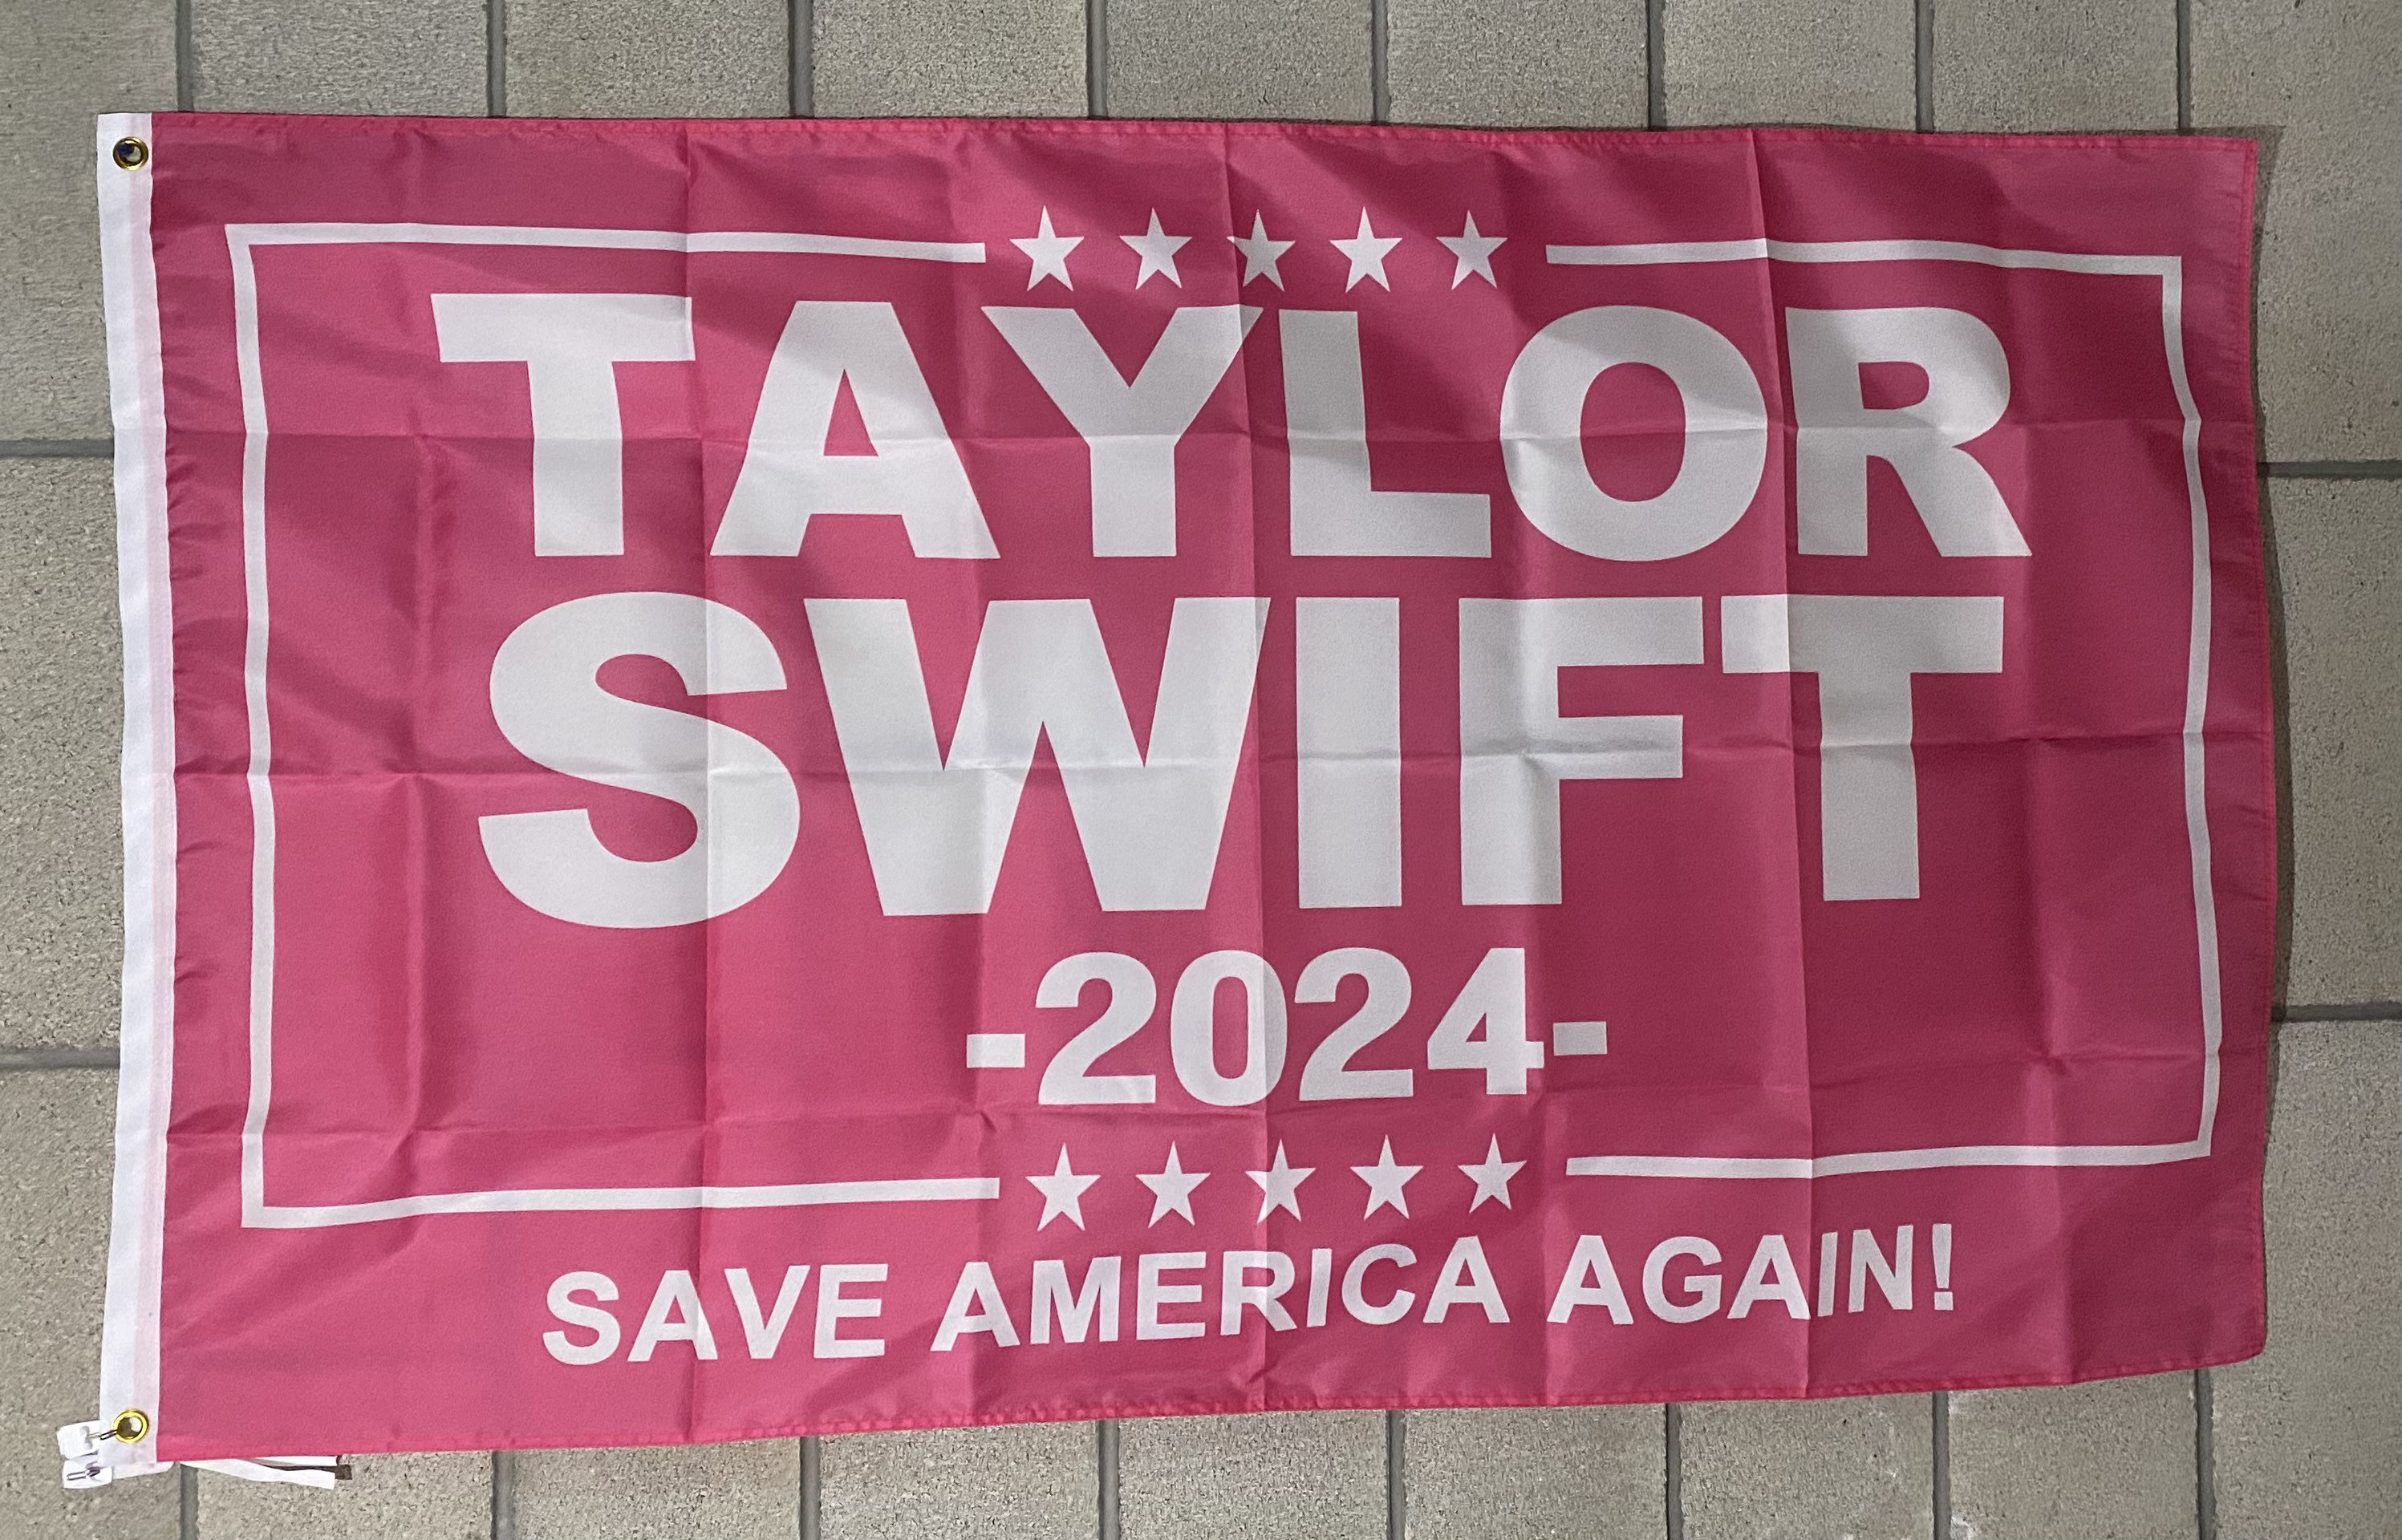 TAYLOR
SWIFT
-2024-
SAVE AMERICA AGAIN!